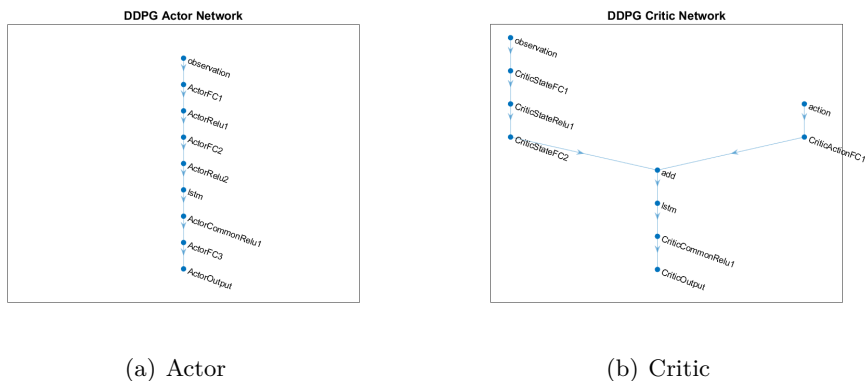 DDPG Actor Network
observation
ActorFC1
ActorRelu1
ActorFC2
ActorRelu2
lstm
ActorCommonRelu1
ActorFC3
ActorOutput
(a) Actor
DDPG Critic Network
observation
CriticStateFC1
CriticStateRelu1
CriticStateFC2
action
CriticActionFC1
add
lstm
CriticCommonRelu1
CriticOutput
(b) Critic